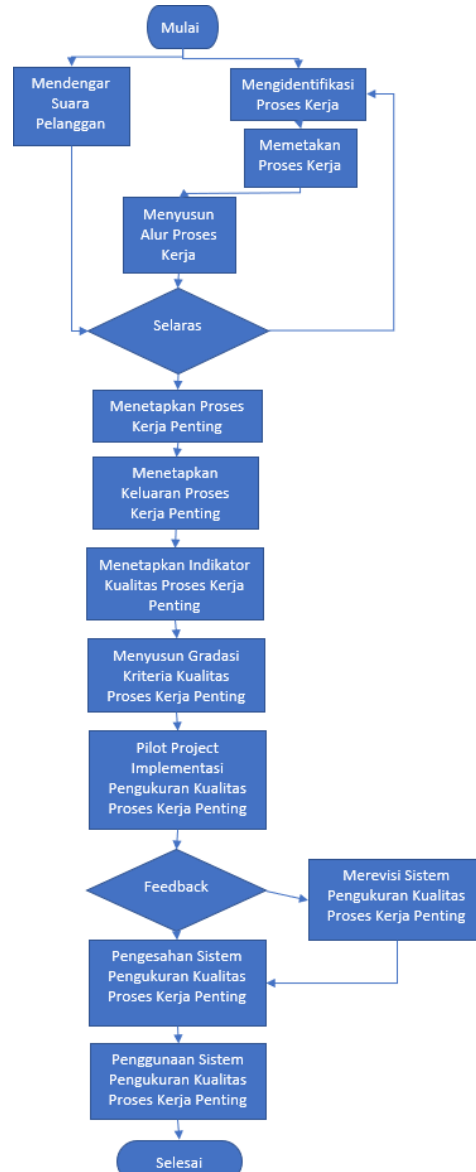 Mulai
Mendengar
Suara
Pelanggan
Mengidentifikasi
Proses Kerja
Memetakan
Proses Kerja
Menyusun
Alur Proses
Kerja
Selaras
Menetapkan Proses
Kerja Penting
Menetapkan
Keluaran Proses
Kerja Penting
Menetapkan Indikator
Kualitas Proses Kerja
Penting
Menyusun Gradasi
Kriteria Kualitas
Proses Kerja Penting
Pilot Project
Implementasi
Pengukuran Kualitas
Proses Kerja Penting
Feedback
Merevisi Sistem
Pengukuran Kualitas
Proses Kerja Penting
Pengesahan Sistem
Pengukuran Kualitas
Proses Kerja Penting
Penggunaan Sistem
Pengukuran Kualitas
Proses Kerja Penting
Selesai